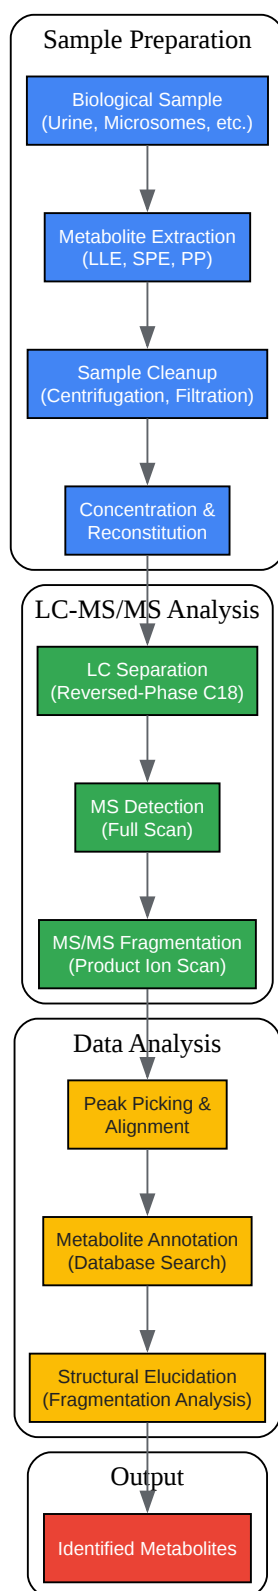 Sample Preparation
Biological Sample
(Urine, Microsomes, etc.)
Metabolite Extraction
(LLE, SPE, PP)
Sample Cleanup
(Centrifugation, Filtration)
Concentration &
Reconstitution
LC-MS/MS Analysis
LC Separation
(Reversed-Phase C18)
MS Detection
(Full Scan)
MS/MS Fragmentation
(Product Ion Scan)
Data Analysis
Peak Picking &
Alignment
Metabolite Annotation
(Database Search)
Structural Elucidation
(Fragmentation Analysis)
Output
Identified Metabolites